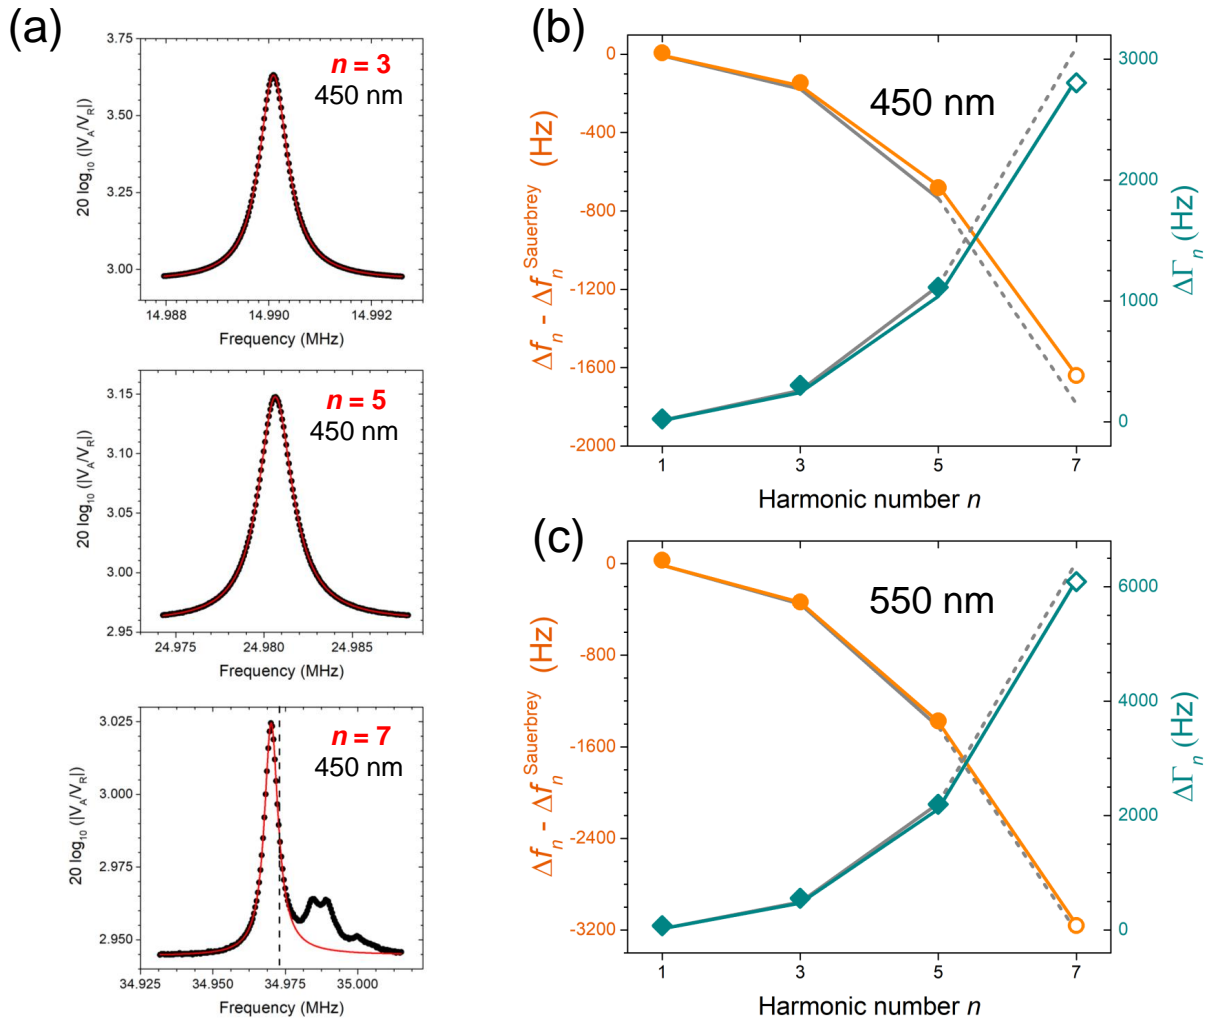 (a)
3.75
3.50
3.25
3.00
20 log10 (|VA/VR|)
n = 3
450 nm
14.988 14.990 14.992
Frequency (MHz)
3.15
3.10
3.05
3.00
2.95
20 log10 (|VA/VR|)
n = 5
450 nm
24.975 24.980 24.985
Frequency (MHz)
3.025
3.000
2.975
2.950
20 log10 (|VA/VR|)
n = 7
450 nm
34.925 34.950 34.975 35.000
Frequency (MHz)
(b)
0
-400
-800
-1200
-1600
-2000
Δfn - Δfn Sauerbrey (Hz)
450 nm
3000
2000
1000
0
ΔΓn (Hz)
1 3 5 7
Harmonic number n
(c)
0
-800
-1600
-2400
-3200
Δfn - Δfn Sauerbrey (Hz)
550 nm
6000
4000
2000
0
ΔΓn (Hz)
1 3 5 7
Harmonic number n